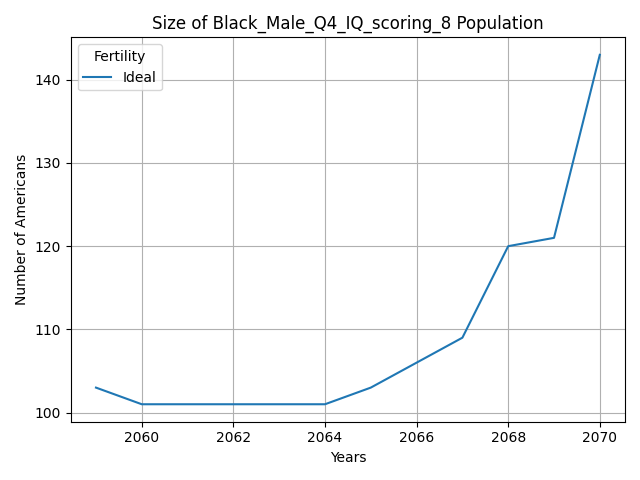 Size of Black_Male_Q4_IQ_scoring_8 Population
Fertility
Ideal
140
130
120
110
100
Number of Americans
2060 2062 2064 2066 2068 2070
Years